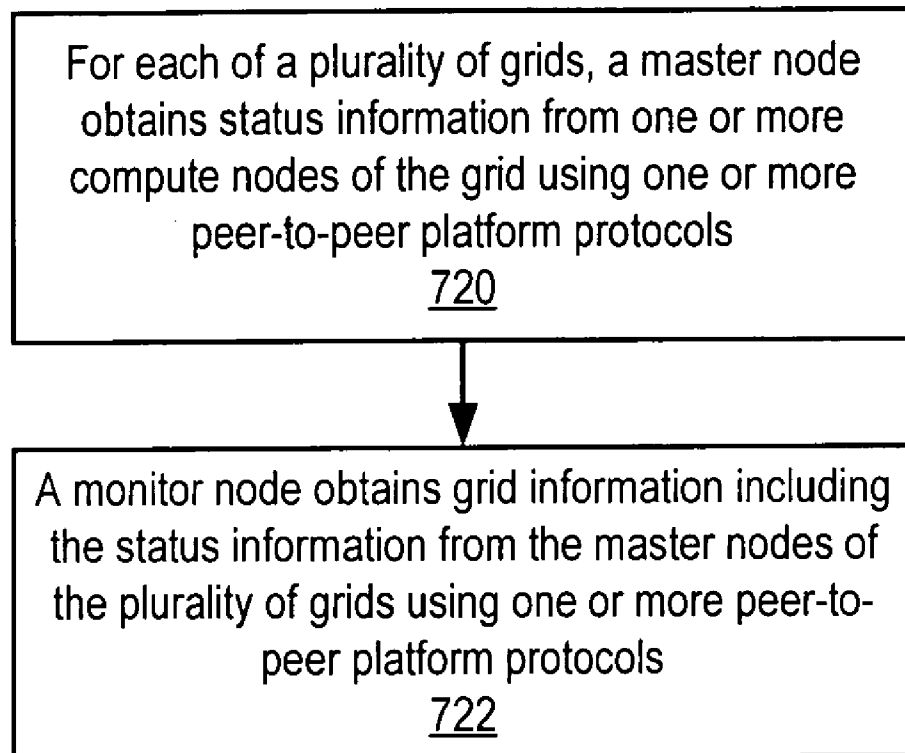 For each of a plurality of grids, a master node
obtains status information from one or more
compute nodes of the grid using one or more
peer-to-peer platform protocols
720
A monitor node obtains grid information including
the status information from the master nodes of
the plurality of grids using one or more peer-to-
peer platform protocols
722